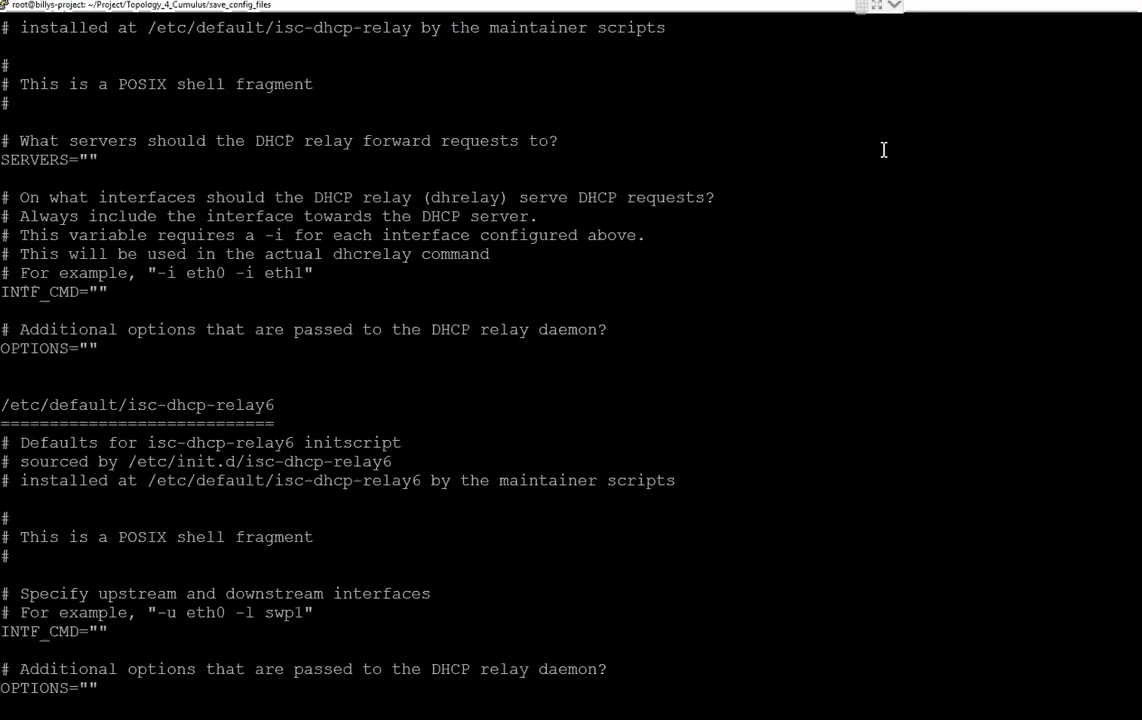 root@billys-project: ~/Project/Topology_4_Cumulus/save_config_files
# installed at /etc/default/isc-dhcp-relay by the maintainer scripts
#
# This is a POSIX shell fragment
#
# What servers should the DHCP relay forward requests to?
SERVERS=""
# On what interfaces should the DHCP relay (dhrelay) serve DHCP requests?
# Always include the interface towards the DHCP server.
# This variable requires a -i for each interface configured above.
# This will be used in the actual dhcrelay command
# For example, "-i eth0 -i eth1"
INTF_CMD=""
# Additional options that are passed to the DHCP relay daemon?
OPTIONS=""
/etc/default/isc-dhcp-relay6
============================
# Defaults for isc-dhcp-relay6 initscript
# sourced by /etc/init.d/isc-dhcp-relay6
# installed at /etc/default/isc-dhcp-relay6 by the maintainer scripts
#
# This is a POSIX shell fragment
#
# Specify upstream and downstream interfaces
# For example, "-u eth0 -l swp1"
INTF_CMD=""
# Additional options that are passed to the DHCP relay daemon?
OPTIONS=""